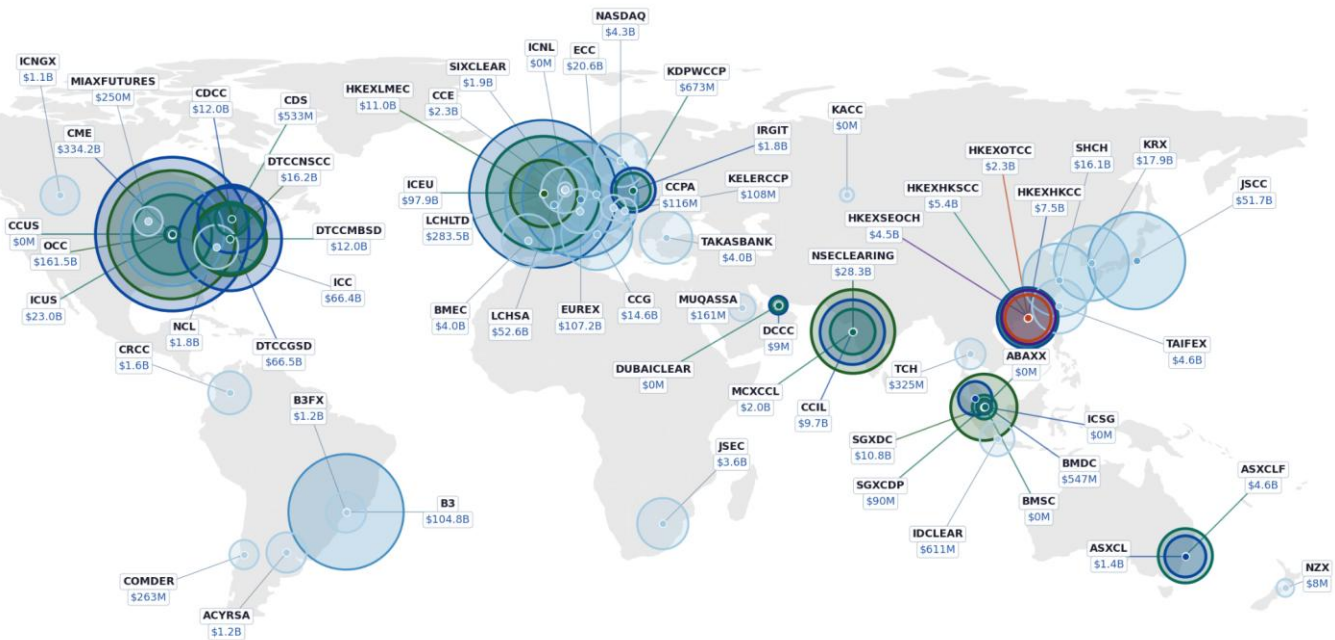 NASDAQ
$4.3B
ICNL
$0M
ECC
$20.6B
ICNGX
$1.1B
SIXCLEAR
$1.9B
KDPWCCP
$673M
MIAXFUTURES
$250M
HKEXLMEC
$11.0B
CCE
$2.3B
CDCC
$12.0B
CDS
$533M
KACC
$0M
CME
$334.2B
IRGIT
$1.8B
HKEXOTCC
$2.3B
SHCH
$16.1B
KRX
$17.9B
DTCCNSCC
$16.2B
ICEU
$97.9B
CCPA
$116M
KELERCCP
$108M
HKEXHKSCC
$5.4B
HKEXHKCC
$7.5B
JSCC
$51.7B
CCUS
$0M
LCHLTD
$283.5B
HKEXSEOCH
$4.5B
OCC
$161.5B
DTCCMBSD
$12.0B
TAKASBANK
$4.0B
NSECLEARING
$28.3B
ICC
$66.4B
ICUS
$23.0B
BMEC
$4.0B
LCHSA
$52.6B
EUREX
$107.2B
CCG
$14.6B
MUQASSA
$161M
NCL
$1.8B
DTCCGSD
$66.5B
DCCC
$9M
TAIFEX
$4.6B
CRCC
$1.6B
DUBAICLEAR
$0M
TCH
$325M
ABAXX
$0M
MCXCCL
$2.0B
CCIL
$9.7B
B3FX
$1.2B
ICSG
$0M
SGXDC
$10.8B
JSEC
$3.6B
BMDC
$547M
ASXCLF
$4.6B
SGXCDP
$90M
B3
$104.8B
BMSC
$0M
IDCLEAR
$611M
ASXCL
$1.4B
COMDER
$263M
NZX
$8M
ACYRSA
$1.2B